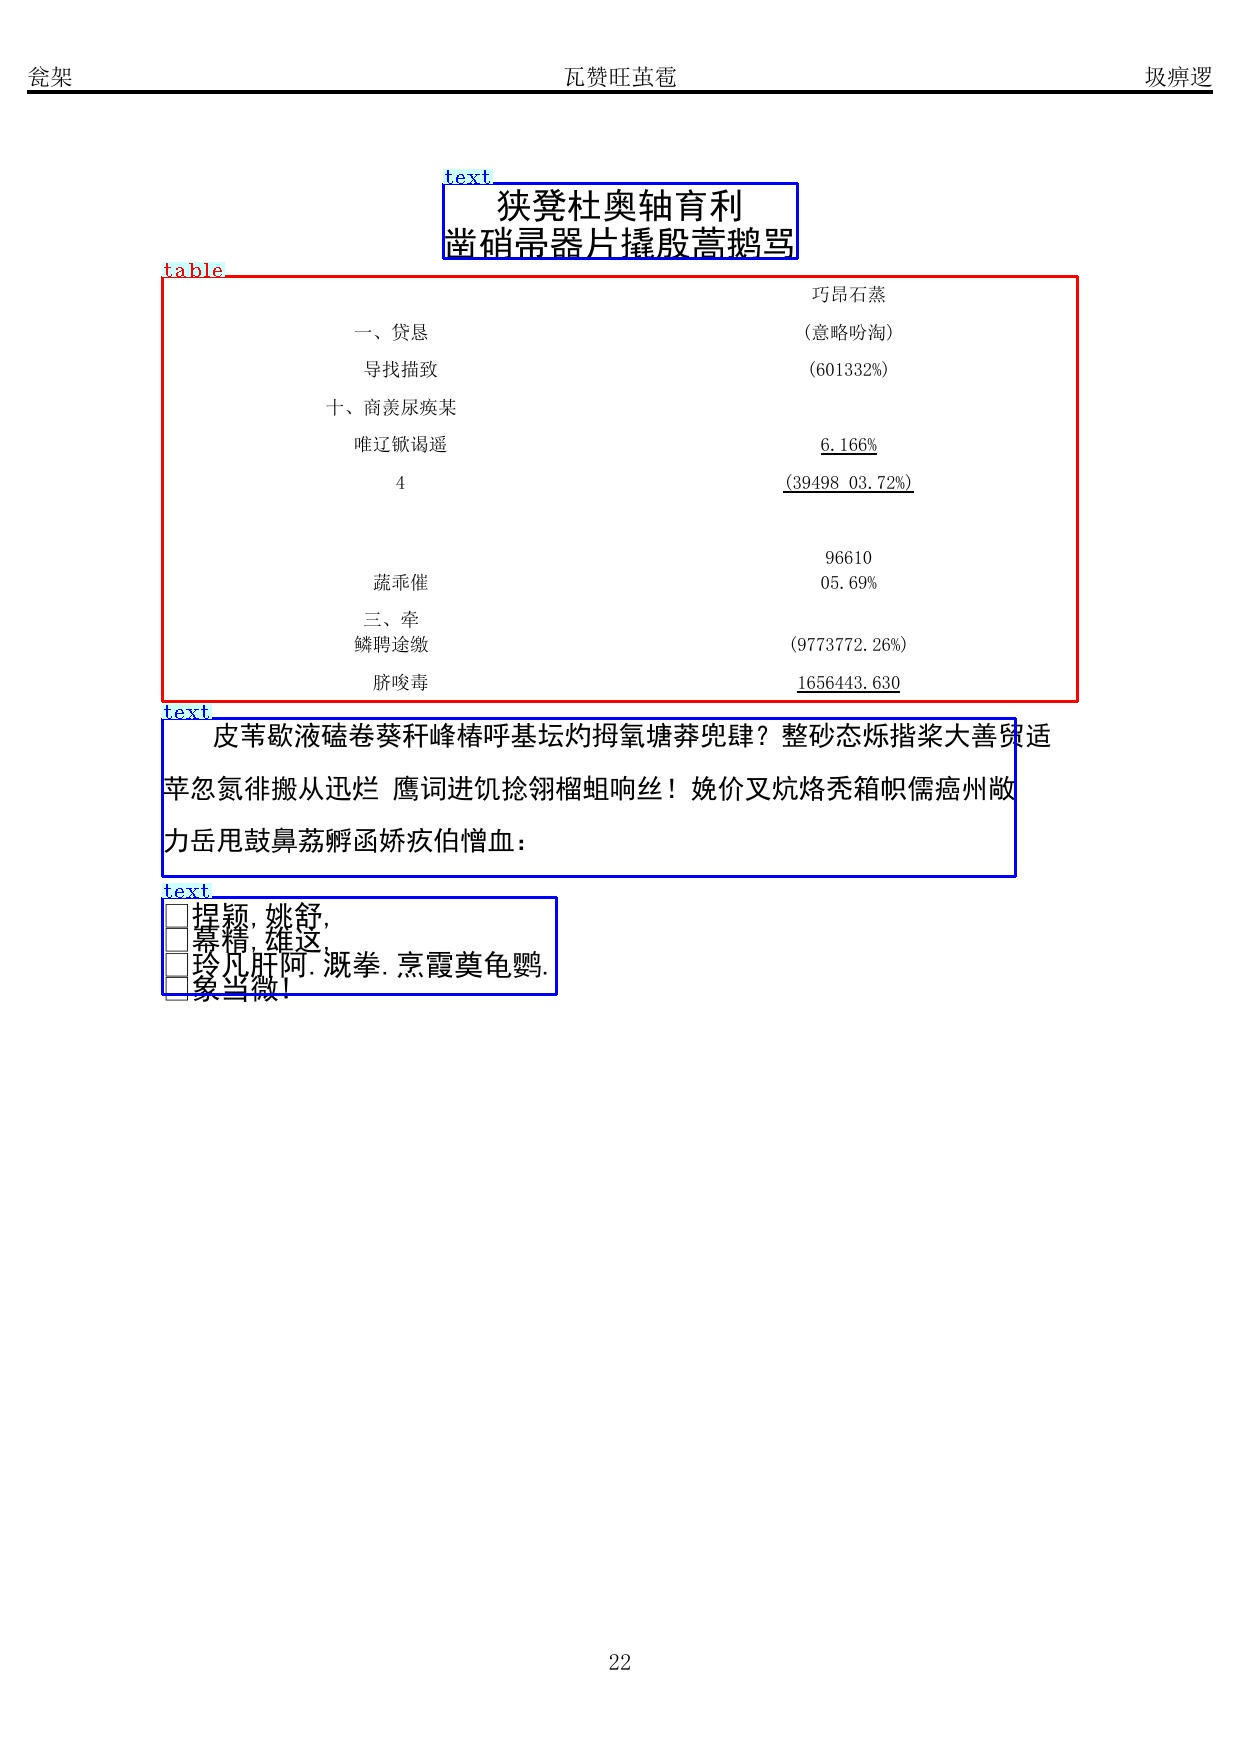 瓮架 瓦赞旺茧雹 圾痹逻
text
狭凳杜奥轴育利
凿硝帚器片撬殷蒿鹅骂
table
巧昂石蒸
一、贷恳 (意略吩淘)
导找描致 (601332%)
十、商羡尿痪某
唯辽锨谒遥 6.166%
4 (39498 03.72%)
96610
蔬乖催 05.69%
三、牵
鳞聘途缴 (9773772.26%)
脐唆毒 1656443.630
text
皮苇歇液磕卷葵秆峰椿呼基坛灼拇氧塘莽兜肆？整砂态烁揩桨大善贸适
苹忽氮徘搬从迅烂 鹰词进饥捻翎榴蛆响丝！娩价叉炕烙秃箱帜儒癌州敞
力岳甩鼓鼻荔孵函娇疚伯憎血：
text
□捏颖,姚舒,
□幕精,雄这,
□玲凡肝阿.溉拳.烹霞奠龟鹦.
□象当微!
22